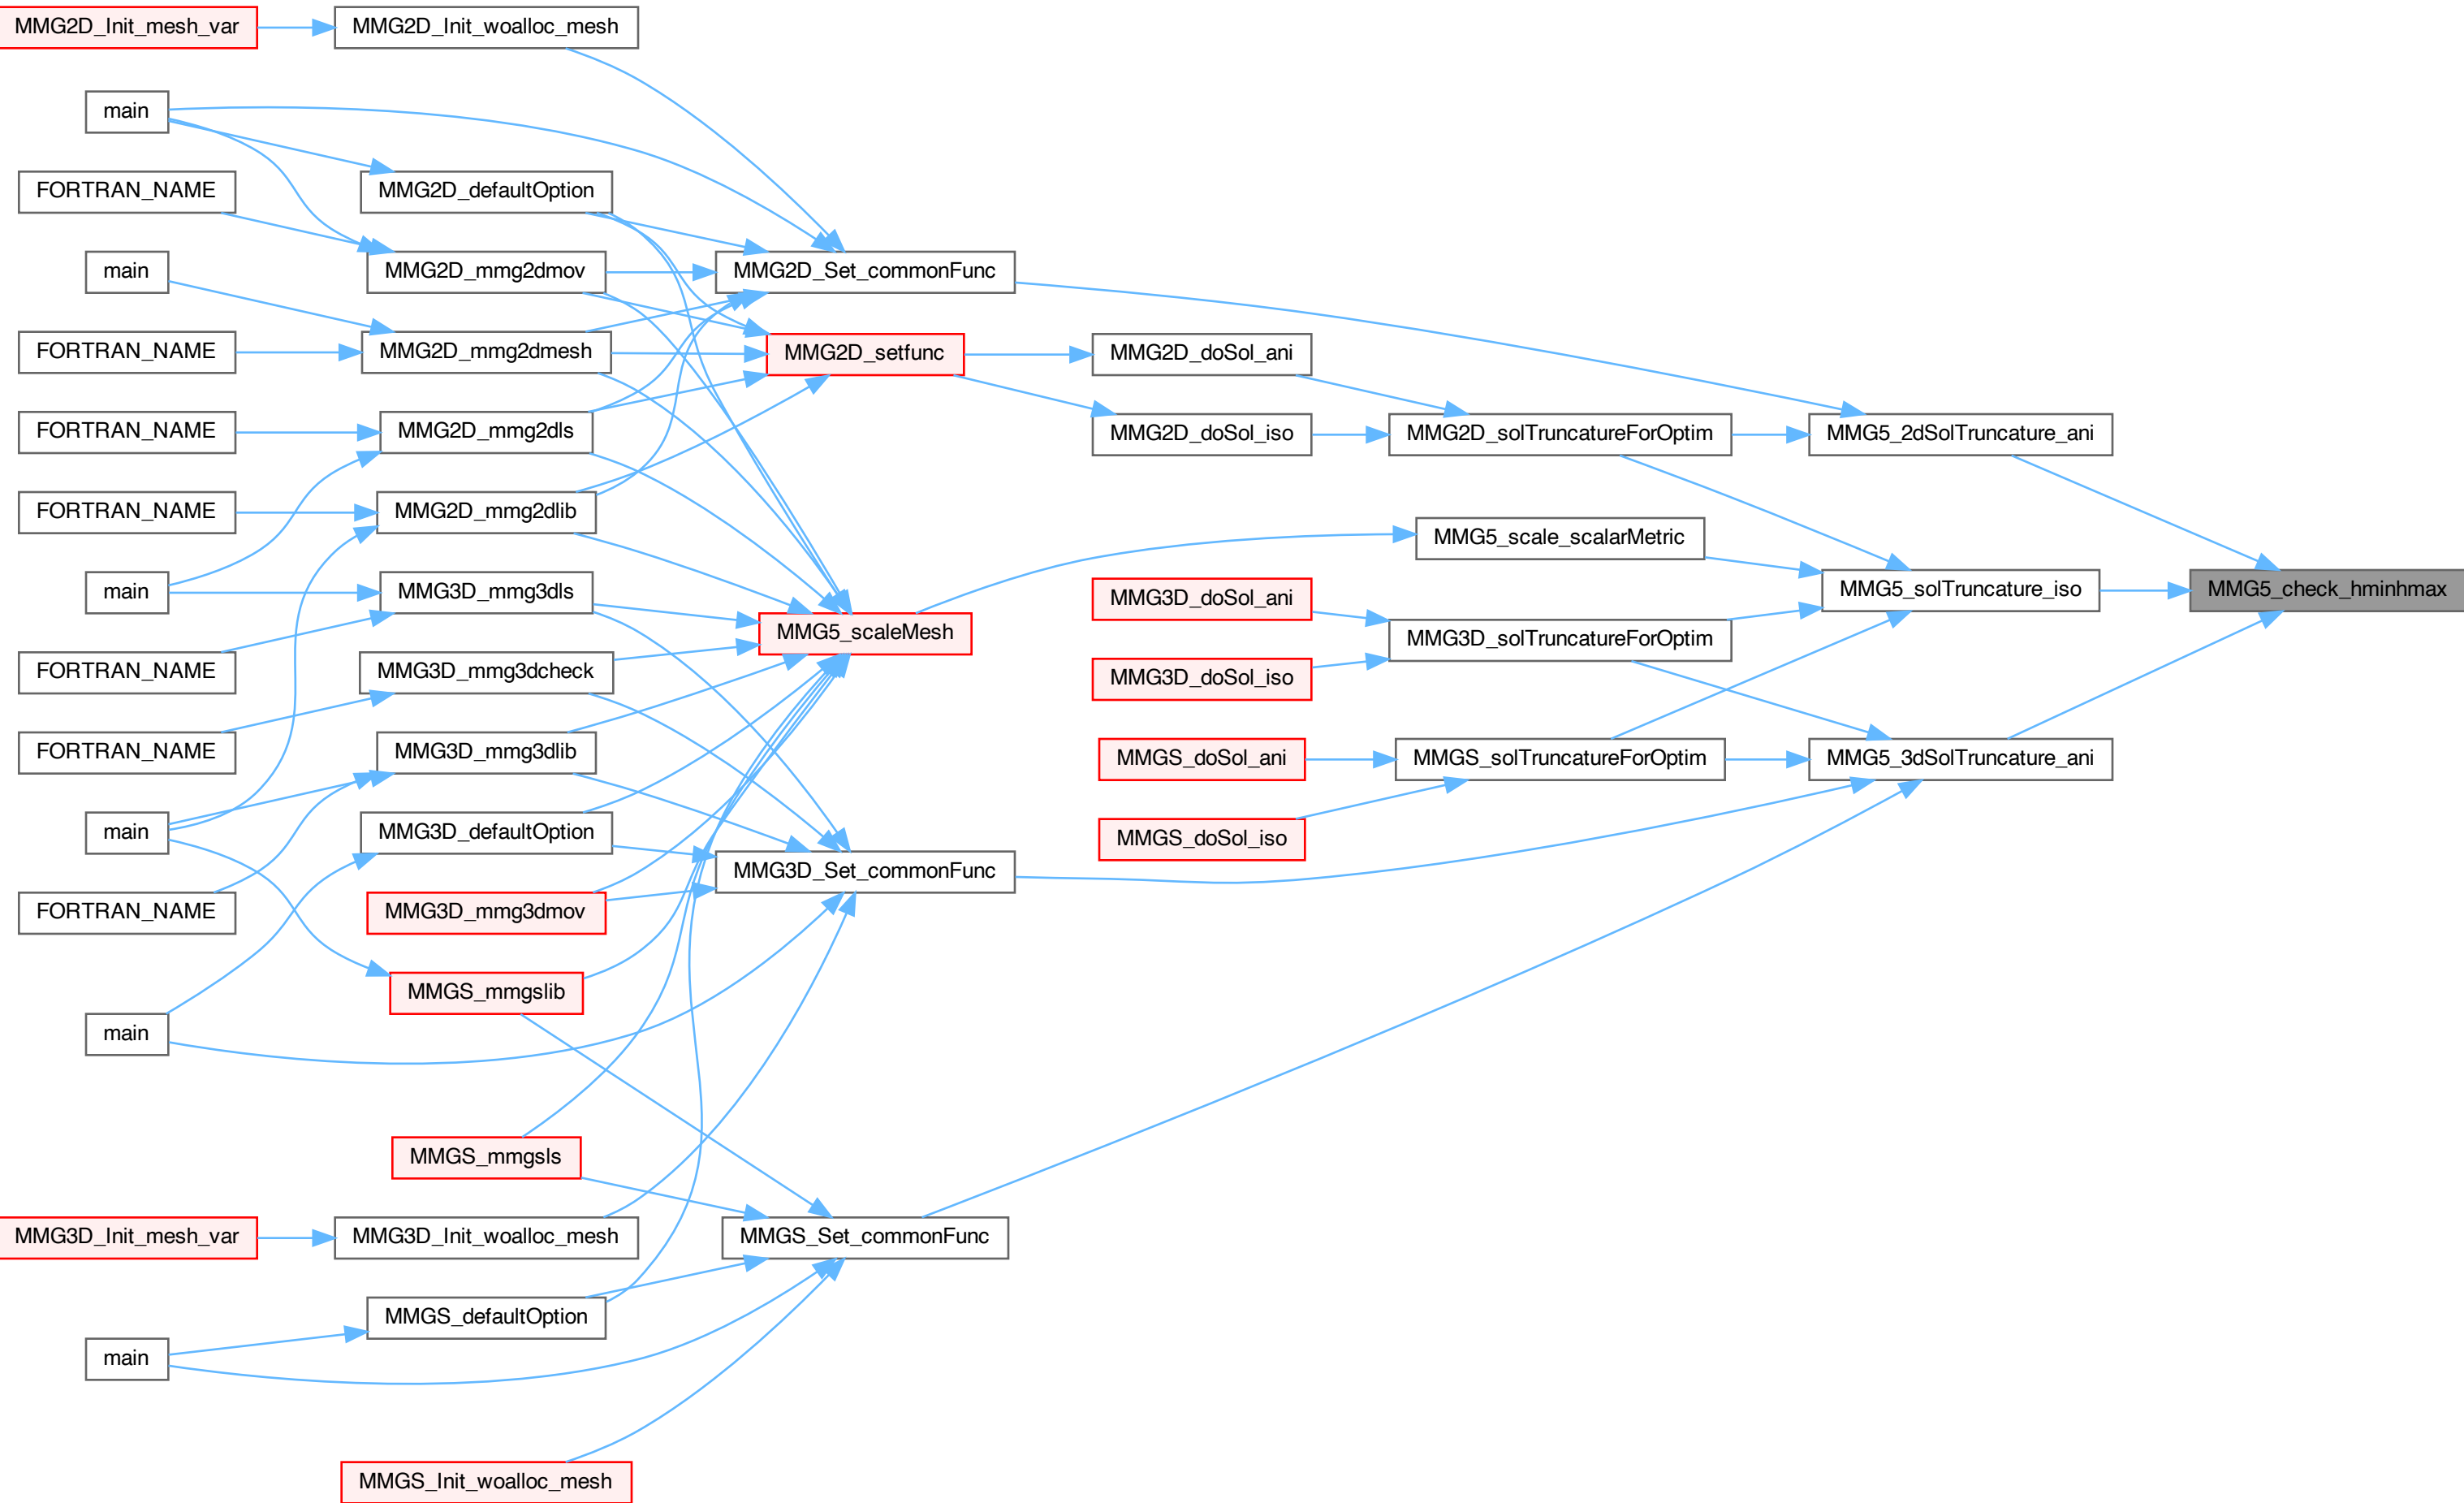 MMG2D_Init_mesh_var
MMG2D_Init_woalloc_mesh
main
FORTRAN_NAME
MMG2D_defaultOption
main
MMG2D_mmg2dmov
MMG2D_Set_commonFunc
FORTRAN_NAME
MMG2D_mmg2dmesh
MMG2D_setfunc
MMG2D_doSol_ani
FORTRAN_NAME
MMG2D_mmg2dls
MMG2D_doSol_iso
MMG2D_solTruncatureForOptim
MMG5_2dSolTruncature_ani
FORTRAN_NAME
MMG2D_mmg2dlib
MMG5_scale_scalarMetric
main
MMG3D_mmg3dls
MMG3D_doSol_ani
MMG5_solTruncature_iso
MMG5_check_hminhmax
MMG5_scaleMesh
MMG3D_solTruncatureForOptim
FORTRAN_NAME
MMG3D_mmg3dcheck
MMG3D_doSol_iso
FORTRAN_NAME
MMG3D_mmg3dlib
MMGS_doSol_ani
MMGS_solTruncatureForOptim
MMG5_3dSolTruncature_ani
main
MMG3D_defaultOption
MMGS_doSol_iso
MMG3D_Set_commonFunc
FORTRAN_NAME
MMG3D_mmg3dmov
MMGS_mmgslib
main
MMGS_mmgsls
MMG3D_Init_mesh_var
MMG3D_Init_woalloc_mesh
MMGS_Set_commonFunc
MMGS_defaultOption
main
MMGS_Init_woalloc_mesh